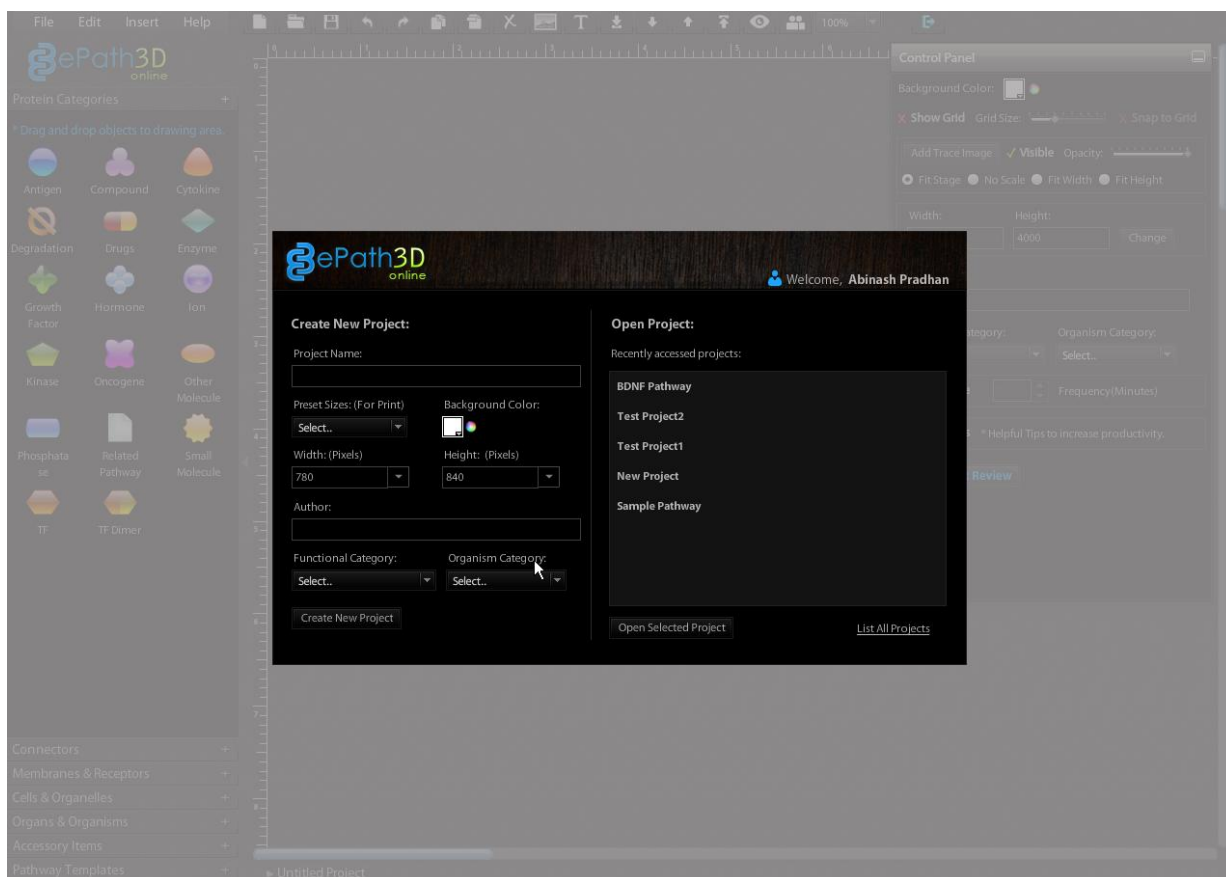 File Edit Insert Help 100%
ePath3D
online
Protein Categories +
* Drag and drop objects to drawing area.
Antigen Compound Cytokine
Degradation Drugs Enzyme
Growth Factor Hormone Ion
Kinase Oncogene Other Molecule
Phosphatase Related Pathway Small Molecule
TF TF Dimer
Connectors +
Membranes & Receptors +
Cells & Organelles +
Organs & Organisms +
Accessory Items +
Pathway Templates +
Untitled Project
ePath3D
online
Welcome, Abinash Pradhan
Create New Project:
Project Name:
Preset Sizes: (For Print) Background Color:
Select..
Width: (Pixels) Height: (Pixels)
780 840
Author:
Functional Category: Organism Category:
Select.. Select..
Create New Project
Open Project:
Recently accessed projects:
BDNF Pathway
Test Project2
Test Project1
New Project
Sample Pathway
Open Selected Project List All Projects
Control Panel
Background Color:
Show Grid Grid Size: Snap to Grid
Add Trace Image Visible Opacity:
Fit Stage No Scale Fit Width Fit Height
Width: Height:
4000 Change
Organism Category:
Select..
Frequency(Minutes)
* Helpful Tips to increase productivity.
Review